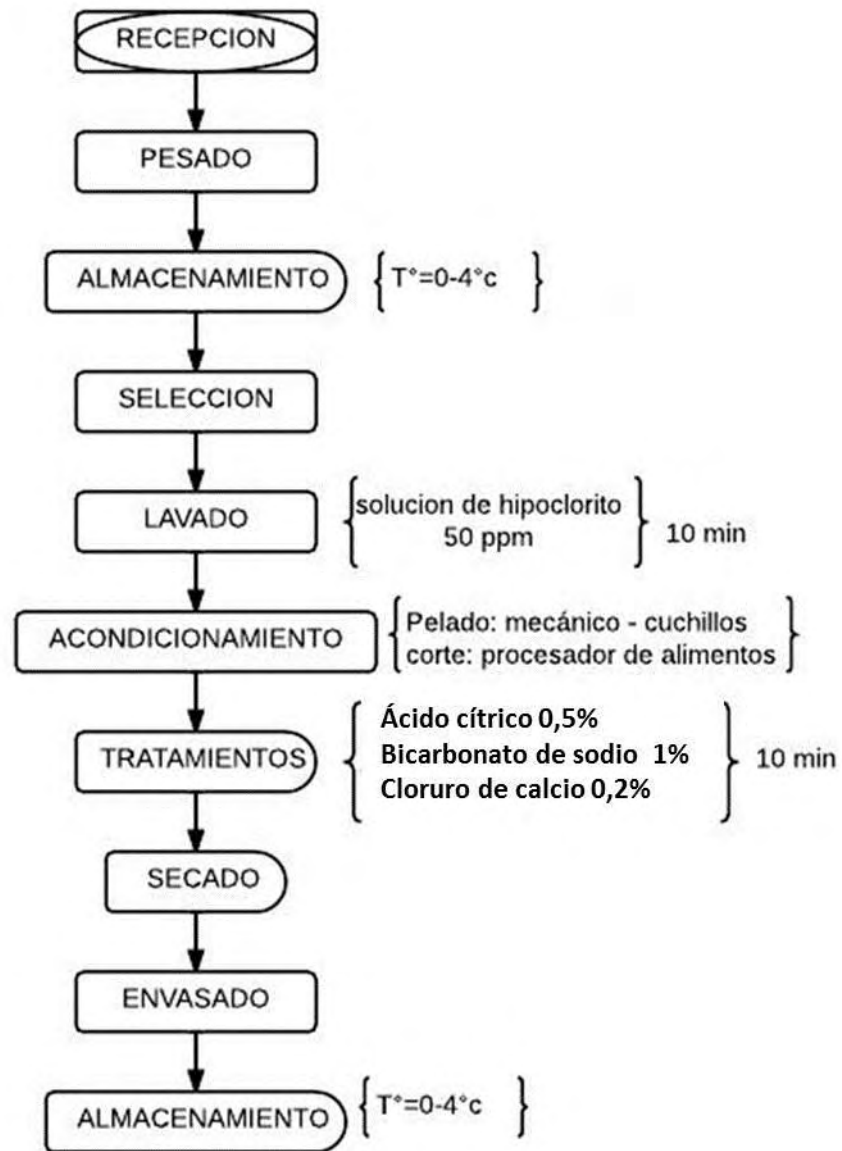 RECEPCION
PESADO
ALMACENAMIENTO
T°=0-4°c
SELECCION
LAVADO
solucion de hipoclorito
50 ppm
10 min
ACONDICIONAMIENTO
Pelado: mecánico - cuchillos
corte: procesador de alimentos
TRATAMIENTOS
Ácido cítrico 0,5%
Bicarbonato de sodio 1%
Cloruro de calcio 0,2%
10 min
SECADO
ENVASADO
ALMACENAMIENTO
T°=0-4°c